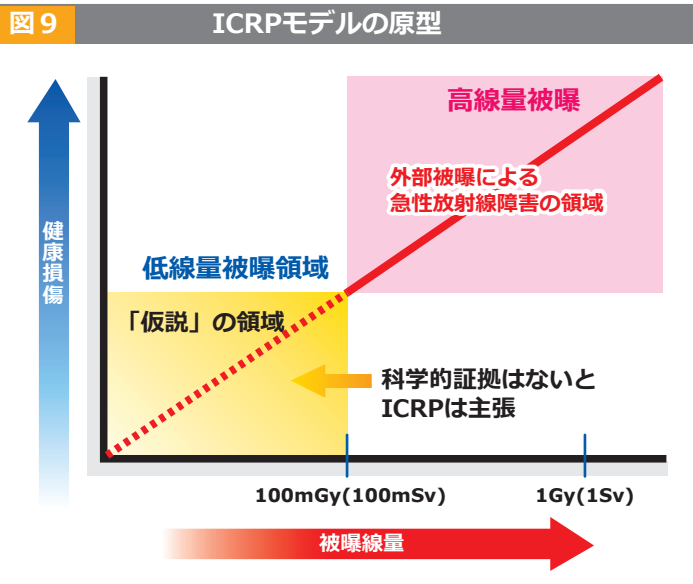 図9
ICRPモデルの原型
高線量被曝
外部被曝による
急性放射線障害の領域
健康損傷
低線量被曝領域
「仮説」の領域
科学的証拠はないと
ICRPは主張
100mGy(100mSv)
1Gy(1Sv)
被曝線量